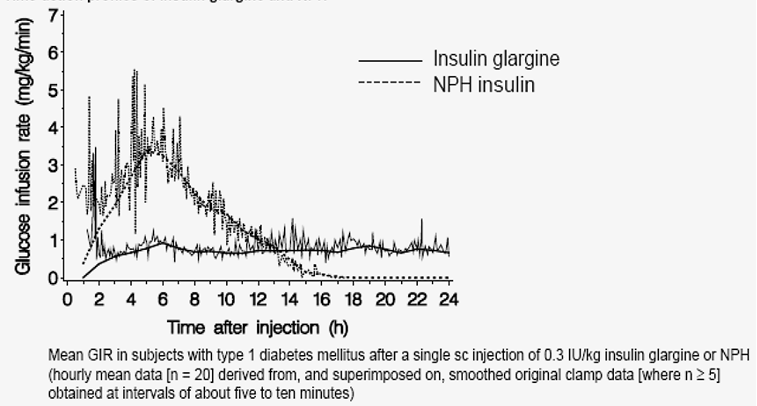 7
6
5
4
3
2
1
0
Glucose infusion rate (mg/kg/min)
Insulin glargine
NPH insulin
0 2 4 6 8 10 12 14 16 18 20 22 24
Time after injection (h)
Mean GIR in subjects with type 1 diabetes mellitus after a single sc injection of 0.3 IU/kg insulin glargine or NPH
(hourly mean data [n = 20] derived from, and superimposed on, smoothed original clamp data [where n ≥ 5]
obtained at intervals of about five to ten minutes)